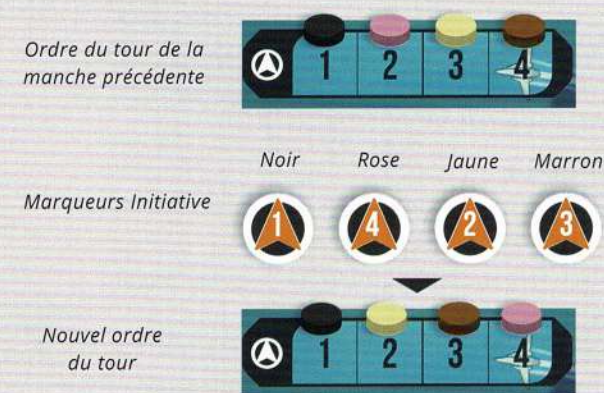 Ordre du tour de la
manche précédente
1 2 3 4
Noir Rose Jaune Marron
Marqueurs Initiative
1 4 2 3
Nouvel ordre
du tour
1 2 3 4